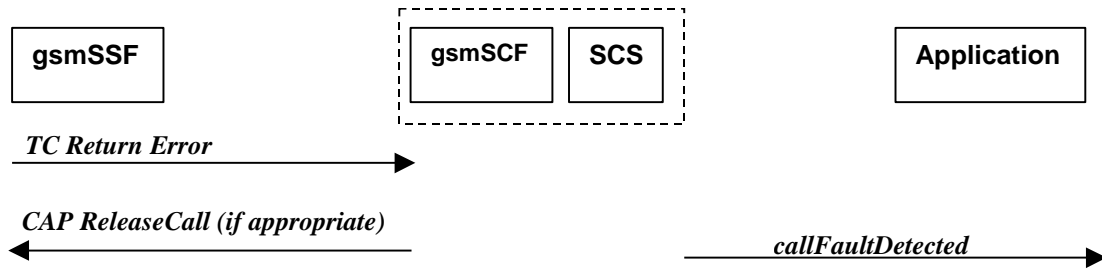 gsmSSF
gsmSCF
SCS
Application
TC Return Error
CAP ReleaseCall (if appropriate)
callFaultDetected